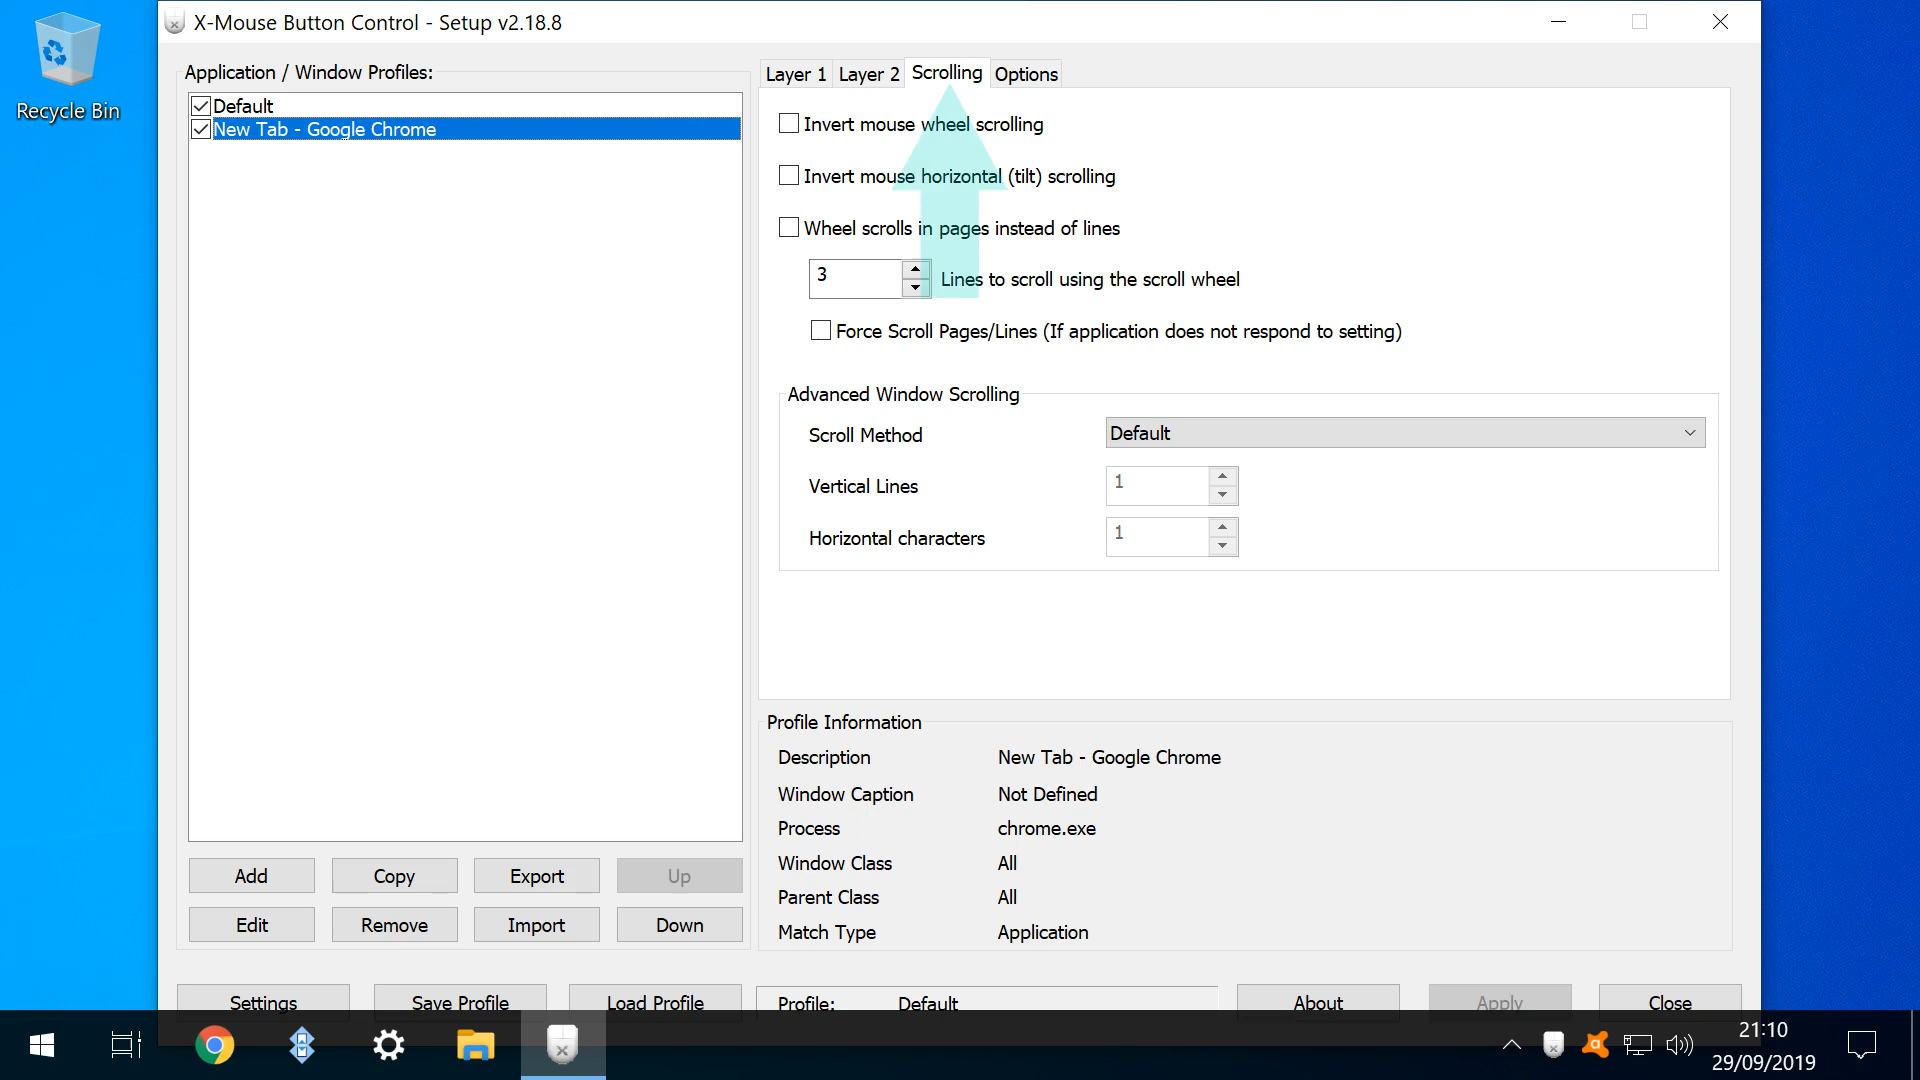 X-Mouse Button Control - Setup v2.18.8
Recycle Bin
Application / Window Profiles:
Default
New Tab - Google Chrome
Layer 1
Layer 2
Scrolling
Options
Invert mouse wheel scrolling
Invert mouse horizontal (tilt) scrolling
Wheel scrolls in pages instead of lines
3
Lines to scroll using the scroll wheel
Force Scroll Pages/Lines (If application does not respond to setting)
Advanced Window Scrolling
Scroll Method
Default
Vertical Lines
1
Horizontal characters
1
Profile Information
Description
New Tab - Google Chrome
Window Caption
Not Defined
Process
chrome.exe
Window Class
All
Parent Class
All
Match Type
Application
Add
Copy
Export
Up
Edit
Remove
Import
Down
Settings
Save Profile
Load Profile
Profile:
Default
About
Apply
Close
21:10
29/09/2019